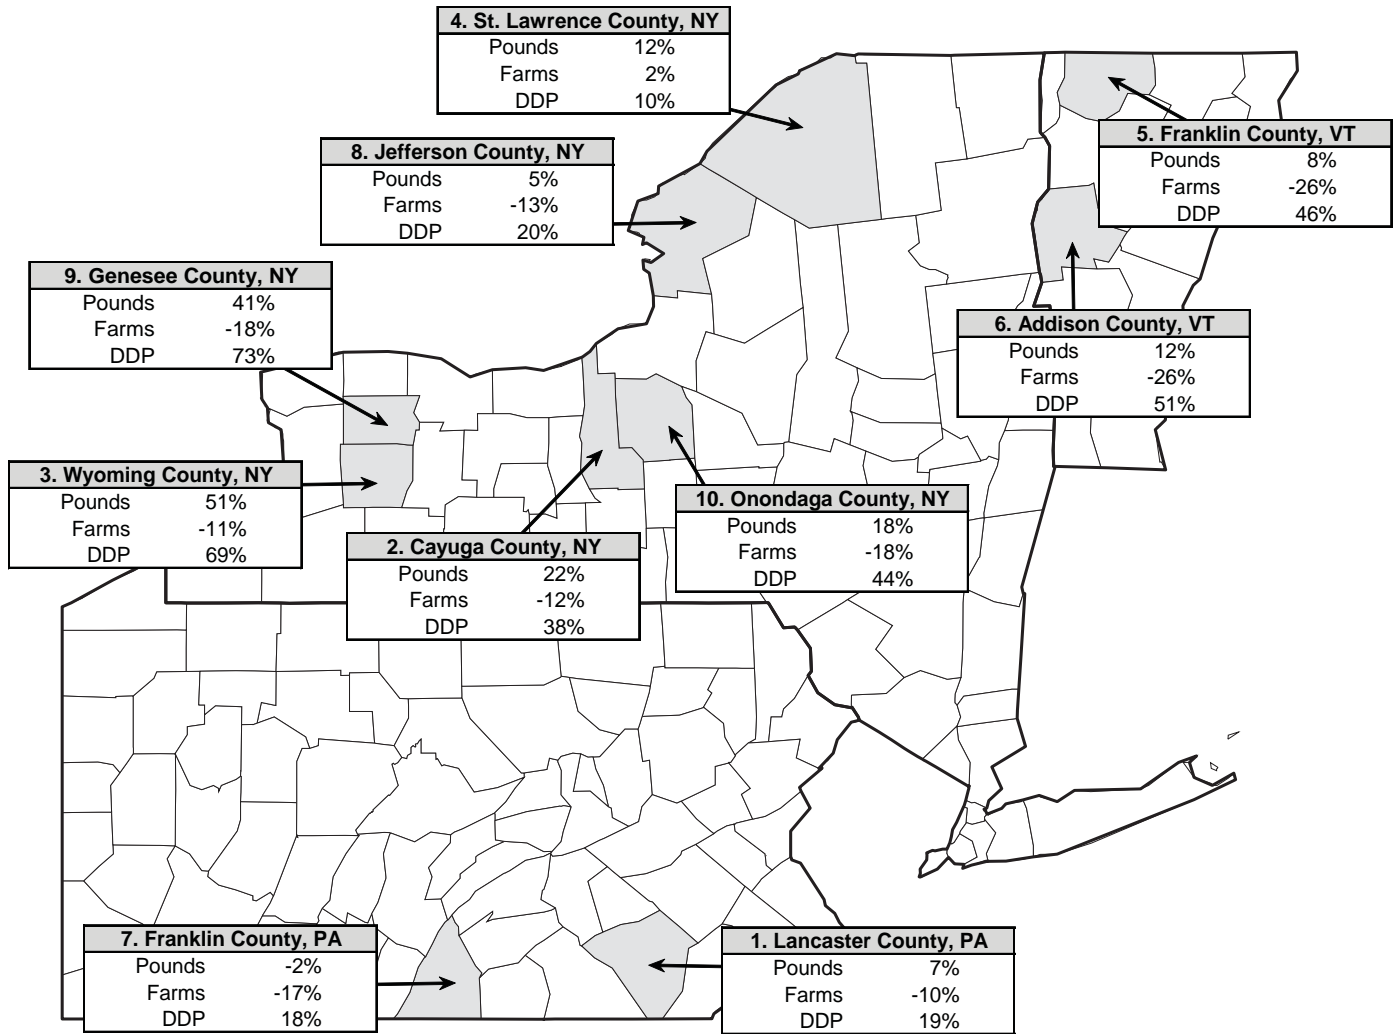 4. St. Lawrence County, NY
Pounds 12%
Farms 2%
DDP 10%
5. Franklin County, VT
Pounds 8%
Farms -26%
DDP 46%
8. Jefferson County, NY
Pounds 5%
Farms -13%
DDP 20%
9. Genesee County, NY
Pounds 41%
Farms -18%
DDP 73%
6. Addison County, VT
Pounds 12%
Farms -26%
DDP 51%
3. Wyoming County, NY
Pounds 51%
Farms -11%
DDP 69%
10. Onondaga County, NY
Pounds 18%
Farms -18%
DDP 44%
2. Cayuga County, NY
Pounds 22%
Farms -12%
DDP 38%
7. Franklin County, PA
Pounds -2%
Farms -17%
DDP 18%
1. Lancaster County, PA
Pounds 7%
Farms -10%
DDP 19%